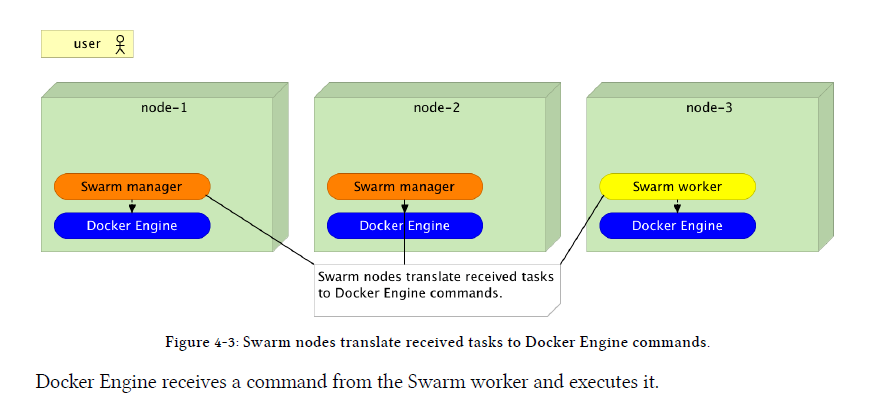 user
node-1
node-2
node-3
Swarm manager
Swarm manager
Swarm worker
Docker Engine
Docker Engine
Docker Engine
Swarm nodes translate received tasks
to Docker Engine commands.
Figure 4-3: Swarm nodes translate received tasks to Docker Engine commands.
Docker Engine receives a command from the Swarm worker and executes it.